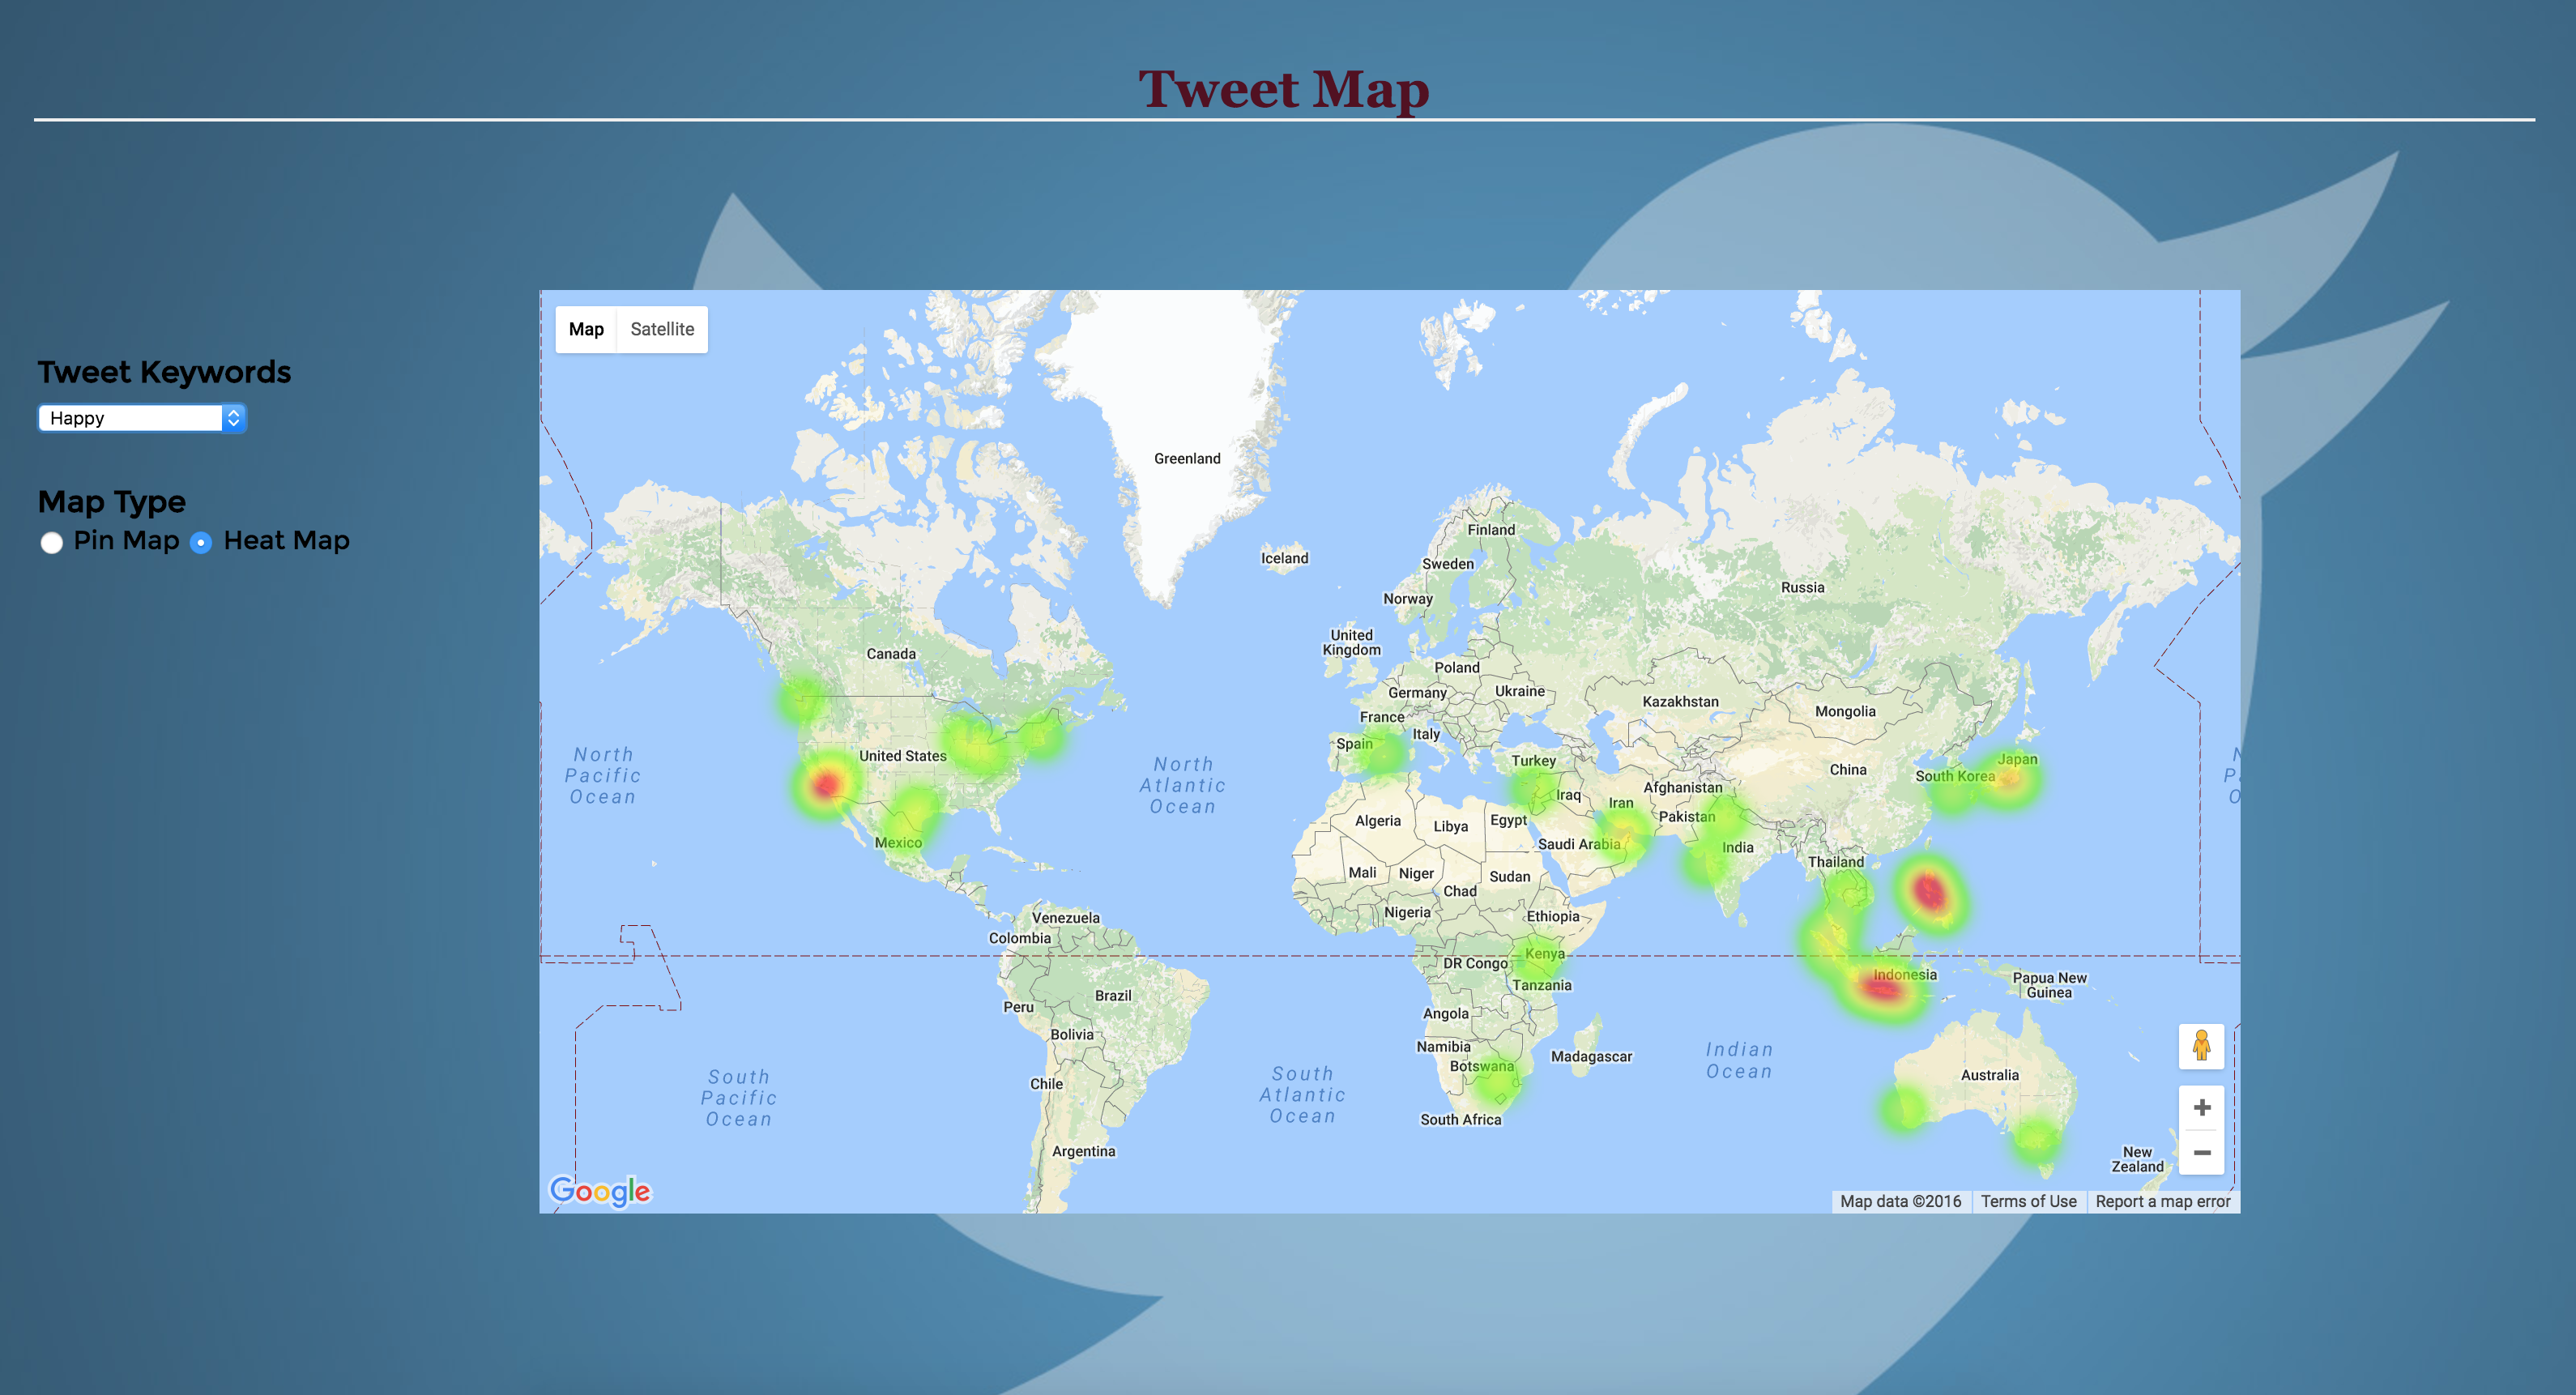 Tweet Map
Tweet Keywords
Happy
Map Type
Pin Map Heat Map
Map Satellite
Greenland
Finland
Iceland
Sweden
Russia
Norway
United
Kingdom
Canada
Poland
Germany
Ukraine
Kazakhstan
Mongolia
France
Italy
Spain
United States
North
Pacific
Ocean
North
Atlantic
Ocean
Turkey
Japan
China
South Korea
Afghanistan
Iraq
Iran
Pakistan
Algeria
Libya
Egypt
Saudi Arabia
India
Mexico
Thailand
Mali
Niger
Sudan
Chad
Nigeria
Ethiopia
Venezuela
Colombia
Kenya
DR Congo
Tanzania
Indonesia
Papua New
Guinea
Brazil
Peru
Angola
Bolivia
Namibia
Botswana
Madagascar
Indian
Ocean
Australia
Chile
South
Pacific
Ocean
South
Atlantic
Ocean
South Africa
Argentina
New
Zealand
Google
Map data ©2016 Terms of Use Report a map error